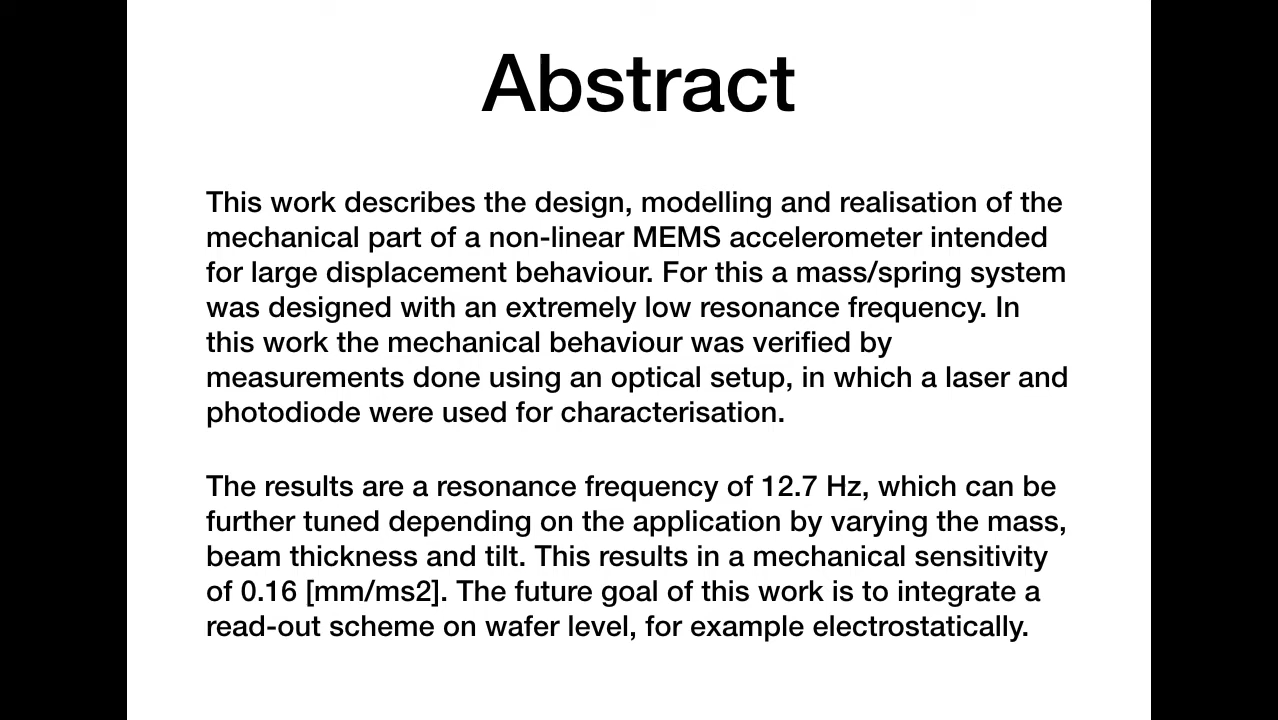 Abstract
This work describes the design, modelling and realisation of the
mechanical part of a non-linear MEMS accelerometer intended
for large displacement behaviour. For this a mass/spring system
was designed with an extremely low resonance frequency. In
this work the mechanical behaviour was verified by
measurements done using an optical setup, in which a laser and
photodiode were used for characterisation.
The results are a resonance frequency of 12.7 Hz, which can be
further tuned depending on the application by varying the mass,
beam thickness and tilt. This results in a mechanical sensitivity
of 0.16 [mm/ms2]. The future goal of this work is to integrate a
read-out scheme on wafer level, for example electrostatically.